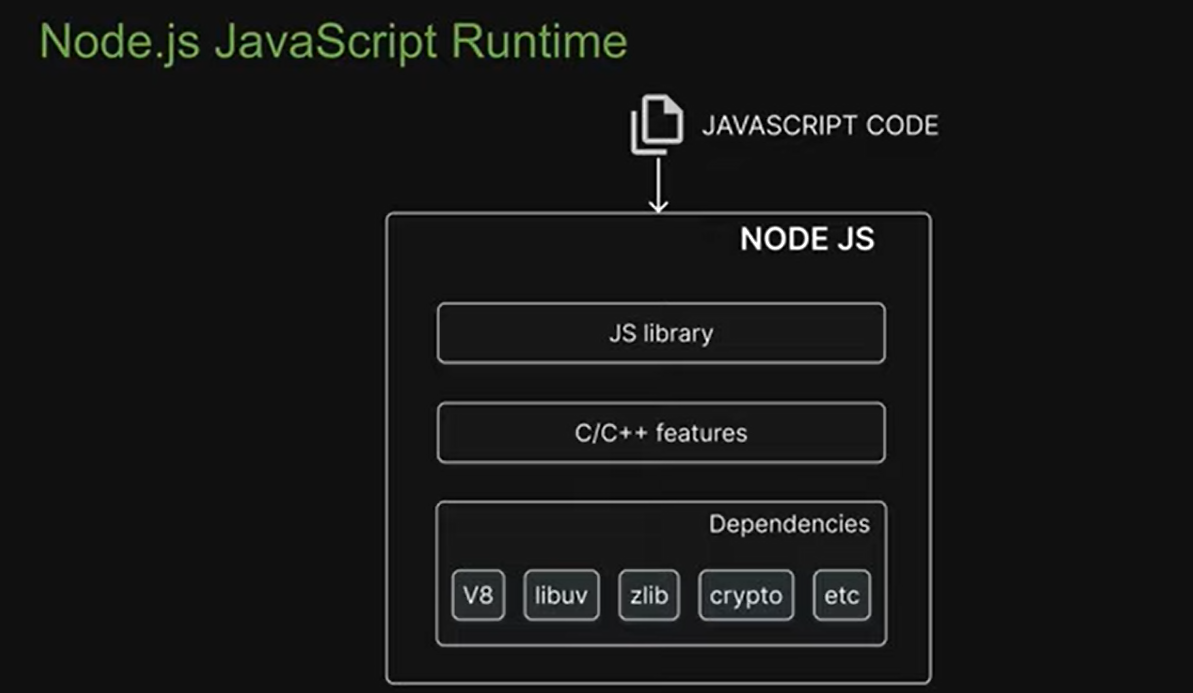 Node.js JavaScript Runtime
JAVASCRIPT CODE
NODE JS
JS library
C/C++ features
Dependencies
V8 libuv zlib crypto etc